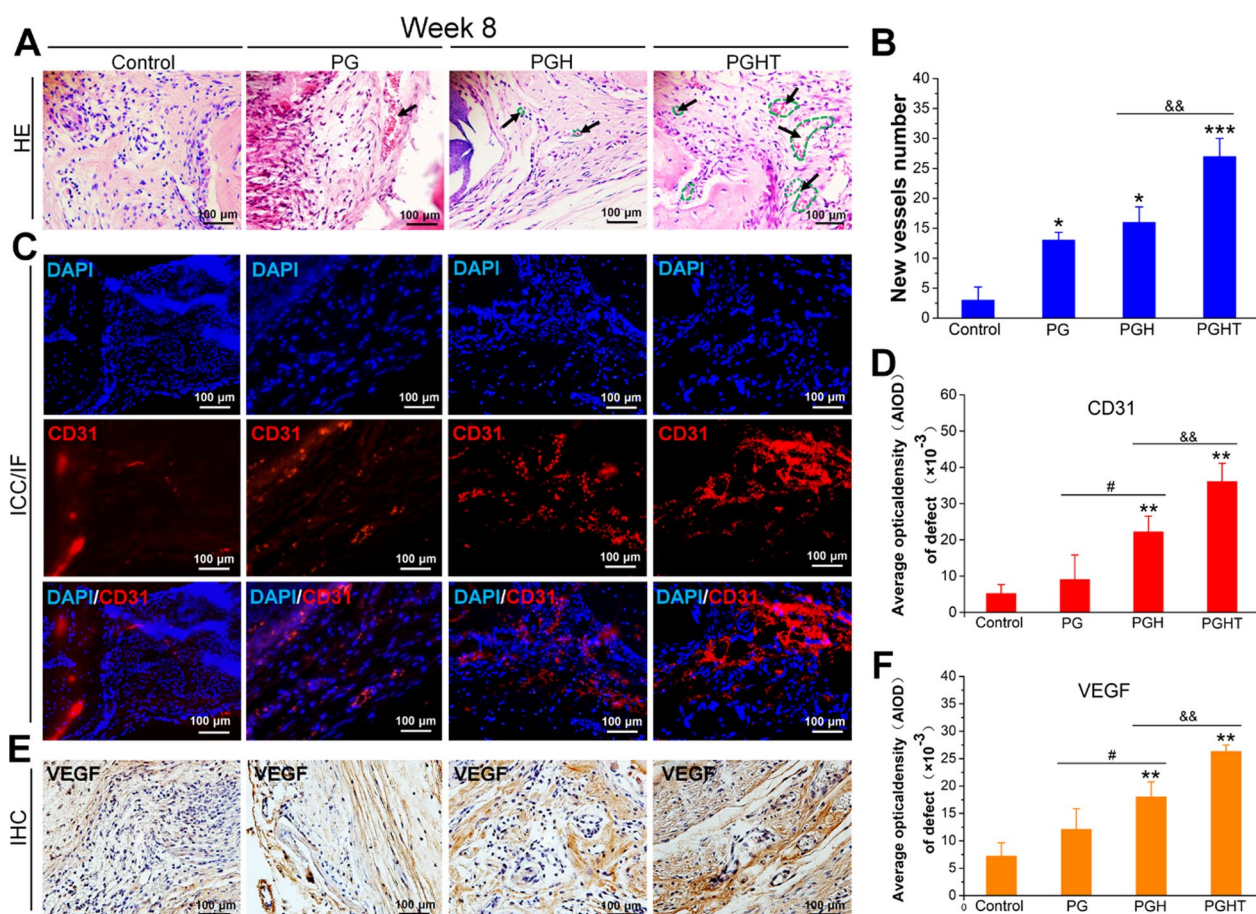 Week 8
A
Control
PG
PGH
PGHT
HE
100 µm
100 µm
100 µm
100 µm
B
New vessels number
40
35
30
25
20
15
10
5
0
&&
*
*
***
Control
PG
PGH
PGHT
C
ICC/IF
DAPI
DAPI
DAPI
DAPI
100 µm
100 µm
100 µm
100 µm
CD31
CD31
CD31
CD31
100 µm
100 µm
100 µm
100 µm
DAPI/CD31
DAPI/CD31
DAPI/CD31
DAPI/CD31
100 µm
100 µm
100 µm
100 µm
D
CD31
Average opticaldensity（AIOD）
of defect（×10⁻³）
60
50
40
30
20
10
0
#
&&
**
**
Control
PG
PGH
PGHT
E
IHC
VEGF
VEGF
VEGF
VEGF
100 µm
100 µm
100 µm
100 µm
F
VEGF
Average opticaldensity（AIOD）
of defect（×10⁻³）
40
35
30
25
20
15
10
5
0
#
&&
**
**
Control
PG
PGH
PGHT